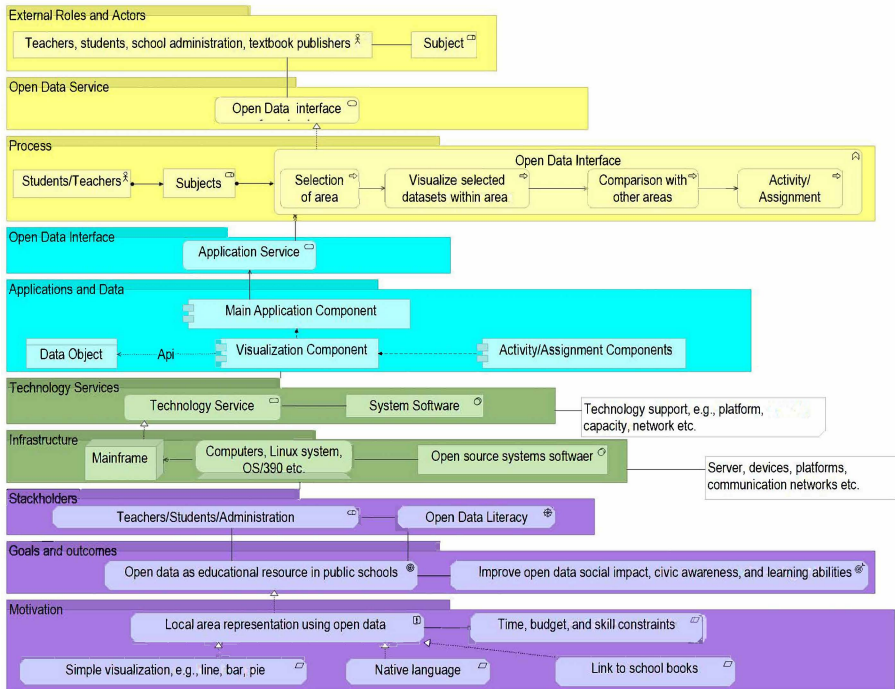 External Roles and Actors
Teachers, students, school administration, textbook publishers
Subject
Open Data Service
Open Data interface
Process
Open Data Interface
Students/Teachers
Subjects
Selection
of area
Visualize selected
datasets within area
Comparison with
other areas
Activity/
Assignment
Open Data Interface
Application Service
Applications and Data
Main Application Component
Data Object
Api
Visualization Component
Activity/Assignment Components
Technology Services
Technology Service
System Software
Technology support, e.g., platform,
capacity, network etc.
Infrastructure
Mainframe
Computers, Linux system,
OS/390 etc.
Open source systems softwaer
Server, devices, platforms,
communication networks etc.
Stackholders
Teachers/Students/Administration
Open Data Literacy
Goals and outcomes
Open data as educational resource in public schools
Improve open data social impact, civic awareness, and learning abilities
Motivation
Local area representation using open data
Time, budget, and skill constraints
Simple visualization, e.g., line, bar, pie
Native language
Link to school books